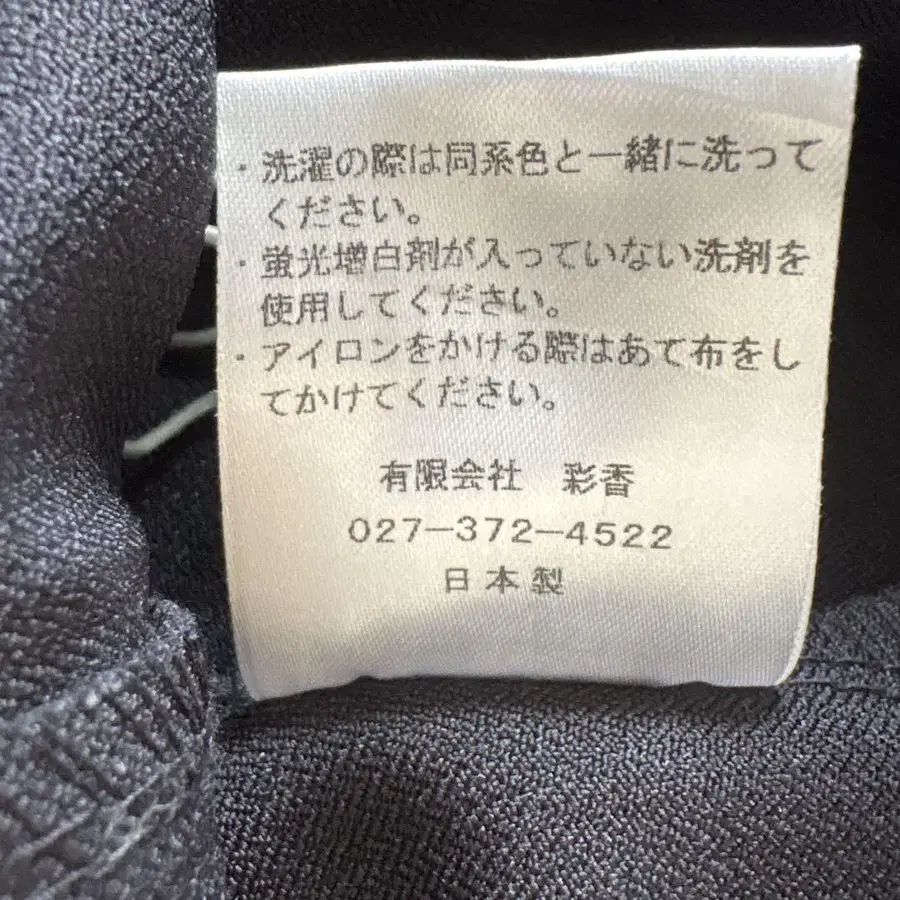 ・洗濯の際は同系色と一緒に洗って
ください。
・蛍光増白剤が入っていない洗剤を
使用してください。
・アイロンをかける際はあて布をし
てかけてください。
有限会社　彩香
027-372-4522
日本製